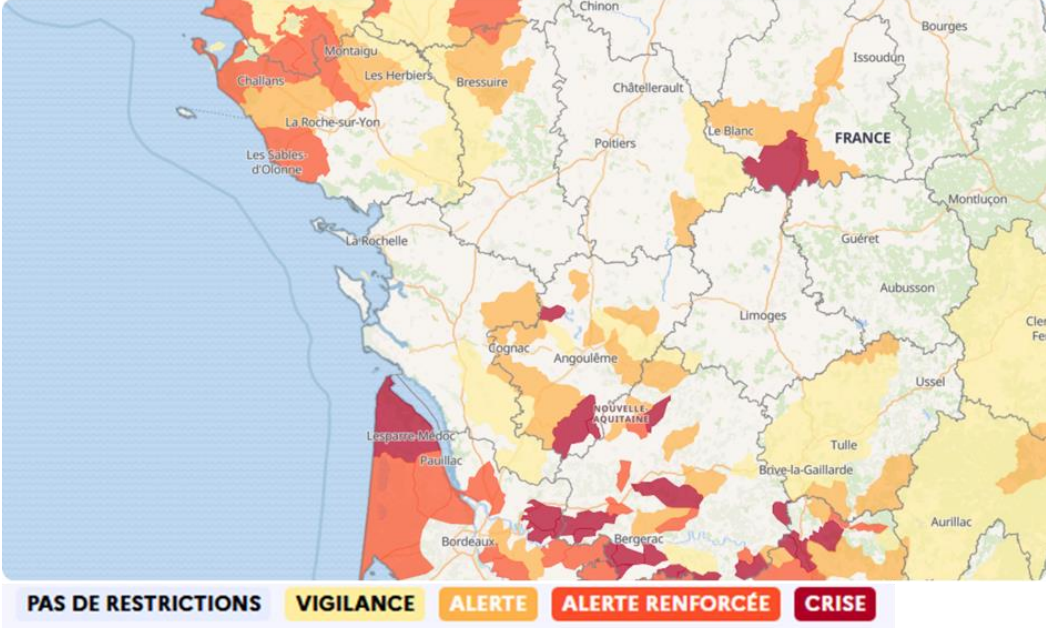 Chinon
Bourges
Montaigu
Issoudun
Challans
Les Herbiers
Bressuire
Châtellerault
La Roche-sur-Yon
Le Blanc
FRANCE
Poitiers
Les Sables-
d'Olonne
Montluçon
La Rochelle
Guéret
Aubusson
Limoges
Cler
Fe
Cognac
Angoulême
Ussel
NOUVELLE-
AQUITAINE
Lesparre-Médoc
Tulle
Pauillac
Brive-la-Gaillarde
Aurillac
Bordeaux
Bergerac
PAS DE RESTRICTIONS VIGILANCE ALERTE ALERTE RENFORCÉE CRISE